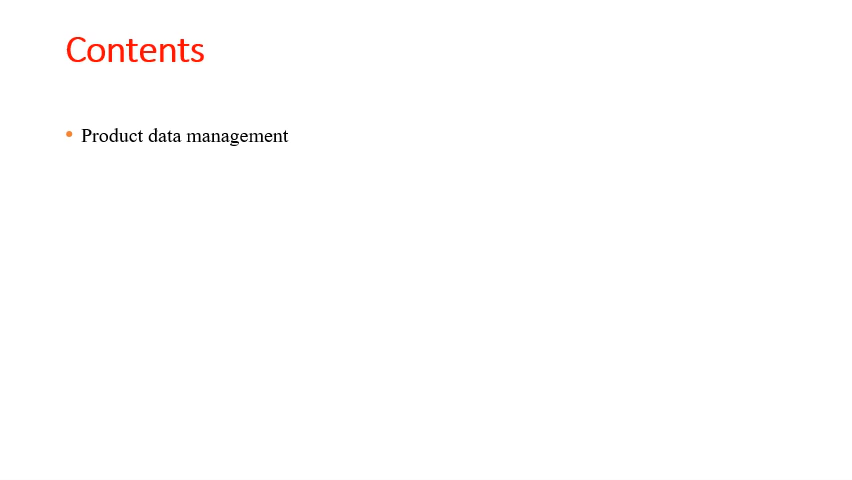 Contents
• Product data management